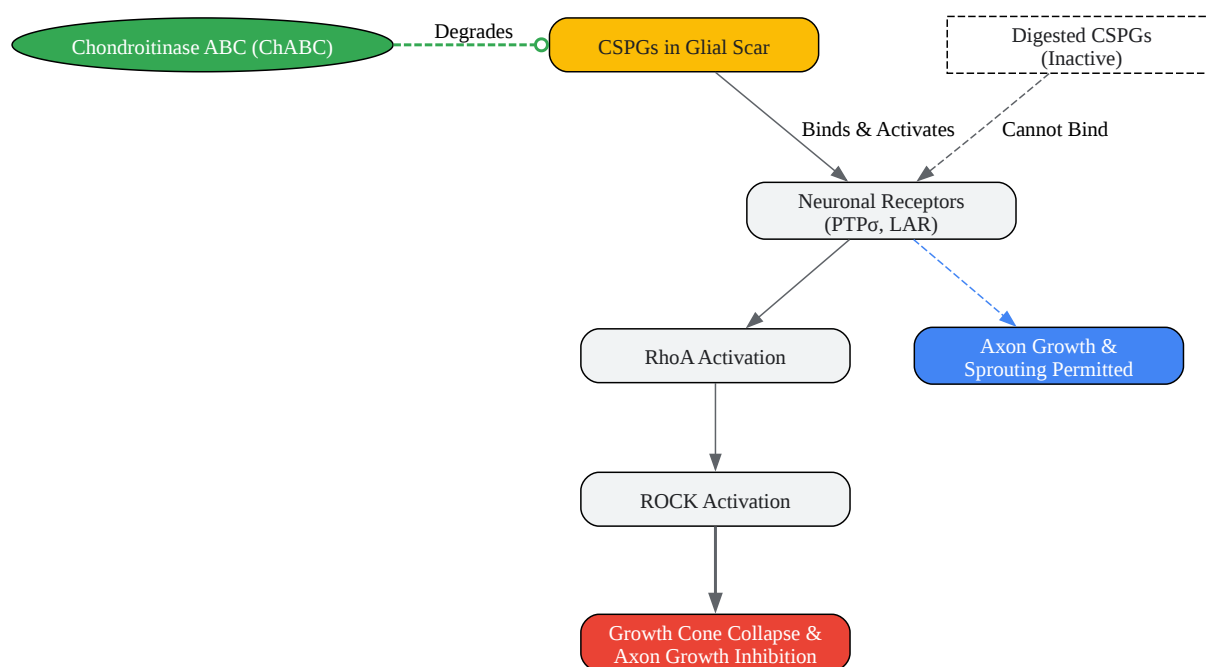 Chondroitinase ABC (ChABC)
Degrades
CSPGs in Glial Scar
Digested CSPGs
(Inactive)
Binds & Activates
Cannot Bind
Neuronal Receptors
(PTPσ, LAR)
RhoA Activation
Axon Growth &
Sprouting Permitted
ROCK Activation
Growth Cone Collapse &
Axon Growth Inhibition